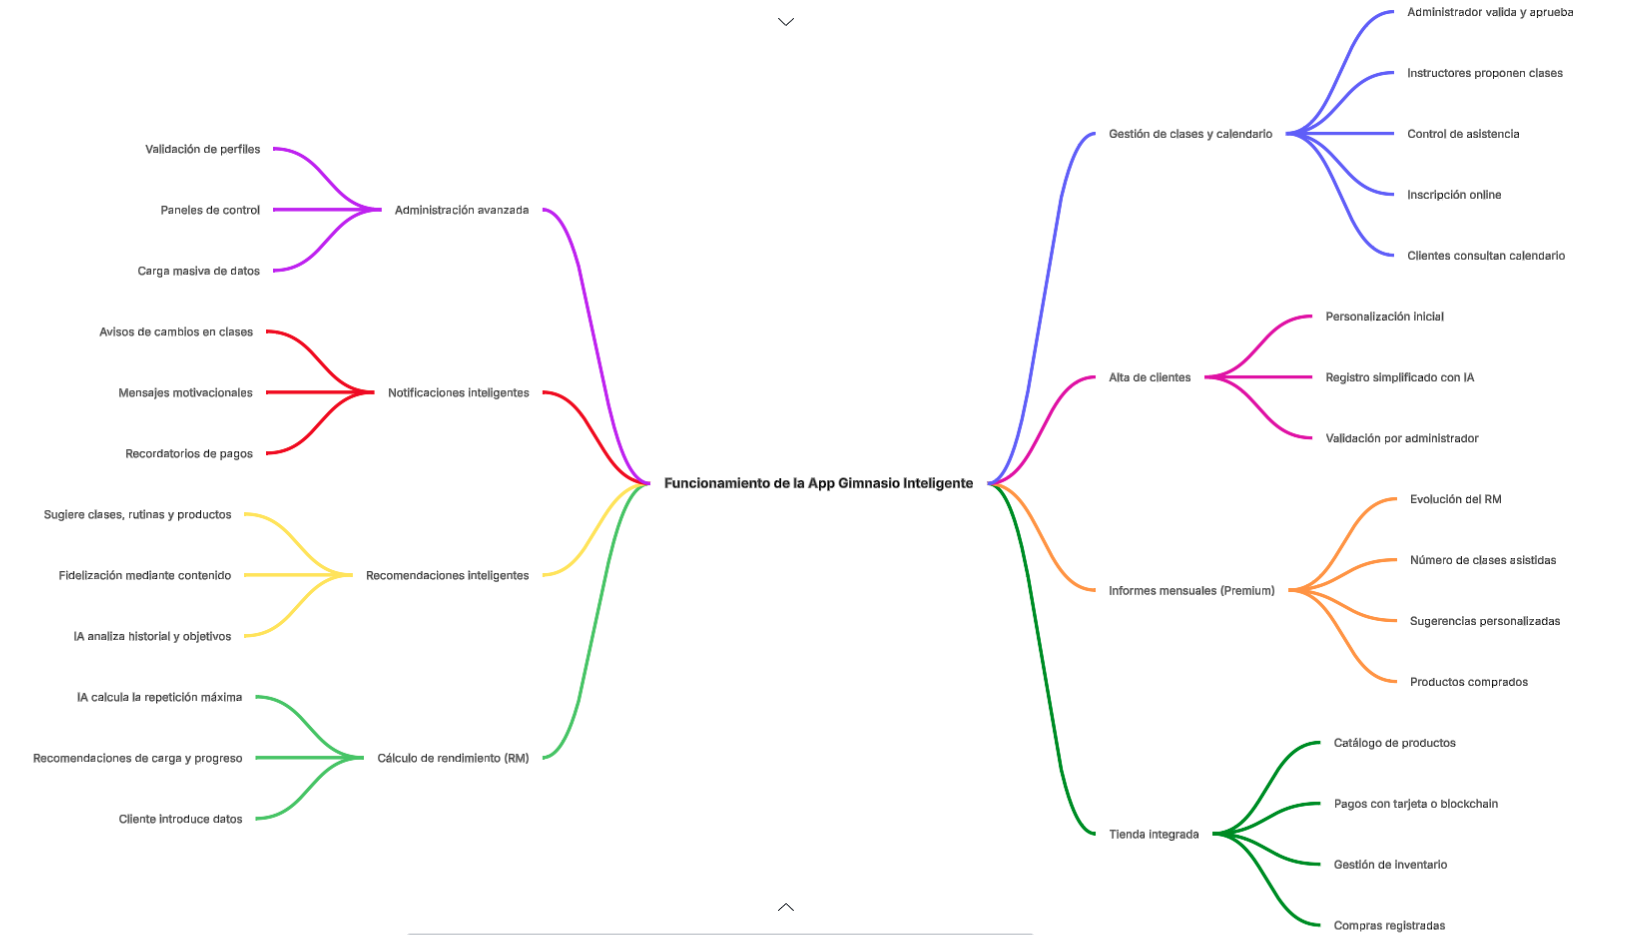 Funcionamiento de la App Gimnasio Inteligente
Administración avanzada
Validación de perfiles
Paneles de control
Carga masiva de datos
Notificaciones inteligentes
Avisos de cambios en clases
Mensajes motivacionales
Recordatorios de pagos
Recomendaciones inteligentes
Sugiere clases, rutinas y productos
Fidelización mediante contenido
IA analiza historial y objetivos
Cálculo de rendimiento (RM)
IA calcula la repetición máxima
Recomendaciones de carga y progreso
Cliente introduce datos
Gestión de clases y calendario
Administrador valida y aprueba
Instructores proponen clases
Control de asistencia
Inscripción online
Clientes consultan calendario
Alta de clientes
Personalización inicial
Registro simplificado con IA
Validación por administrador
Informes mensuales (Premium)
Evolución del RM
Número de clases asistidas
Sugerencias personalizadas
Productos comprados
Tienda integrada
Catálogo de productos
Pagos con tarjeta o blockchain
Gestión de inventario
Compras registradas